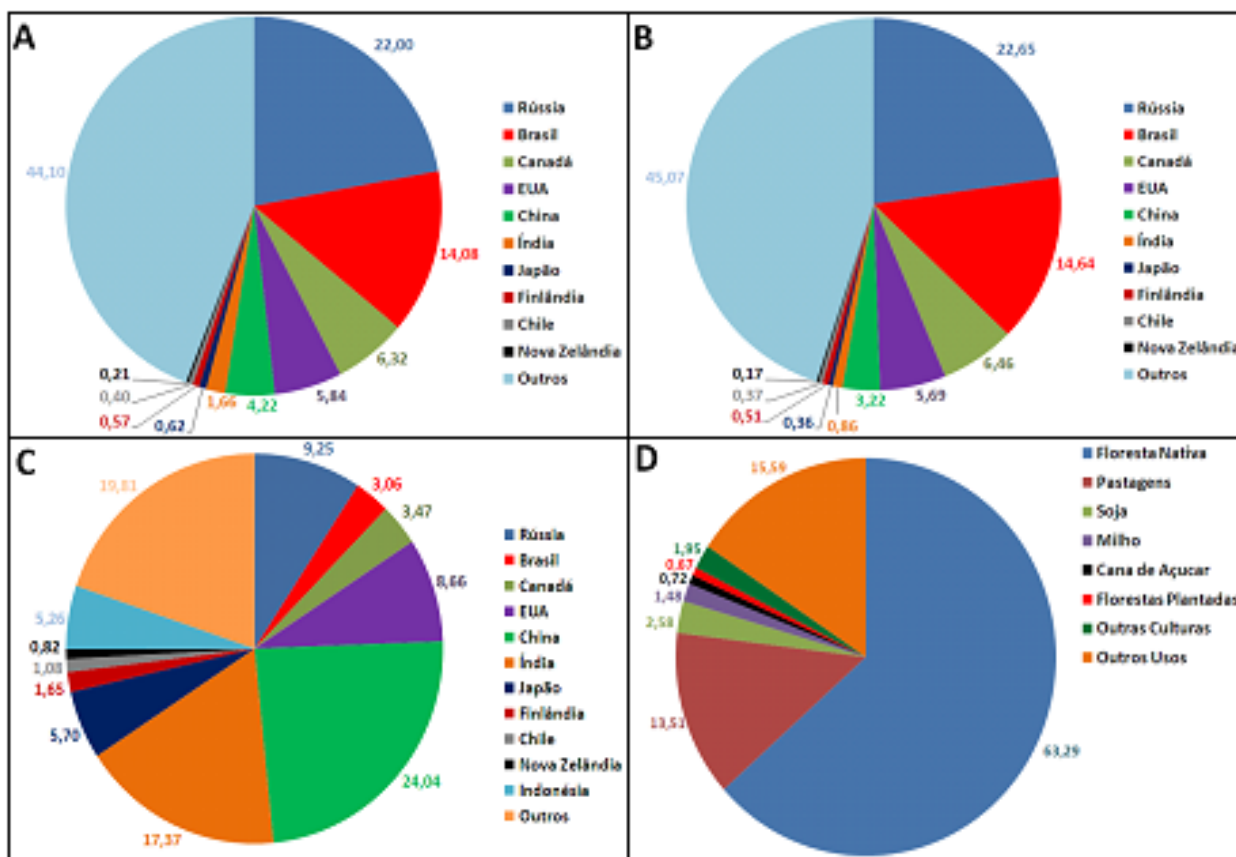 A
22,00
14,08
6,32
5,84
4,22
1,66
0,62
0,57
0,40
0,21
44,10
Rússia
Brasil
Canadá
EUA
China
Índia
Japão
Finlândia
Chile
Nova Zelândia
Outros
B
22,65
14,64
6,46
5,69
3,22
0,86
0,36
0,51
0,37
0,17
45,07
Rússia
Brasil
Canadá
EUA
China
Índia
Japão
Finlândia
Chile
Nova Zelândia
Outros
C
9,25
3,06
3,47
8,66
24,04
17,37
5,70
1,65
1,08
0,82
5,26
19,81
Rússia
Brasil
Canadá
EUA
China
Índia
Japão
Finlândia
Chile
Nova Zelândia
Indonésia
Outros
D
63,29
13,51
2,58
1,48
0,72
0,67
1,95
15,59
Floresta Nativa
Pastagens
Soja
Milho
Cana de Açucar
Florestas Plantadas
Outras Culturas
Outros Usos